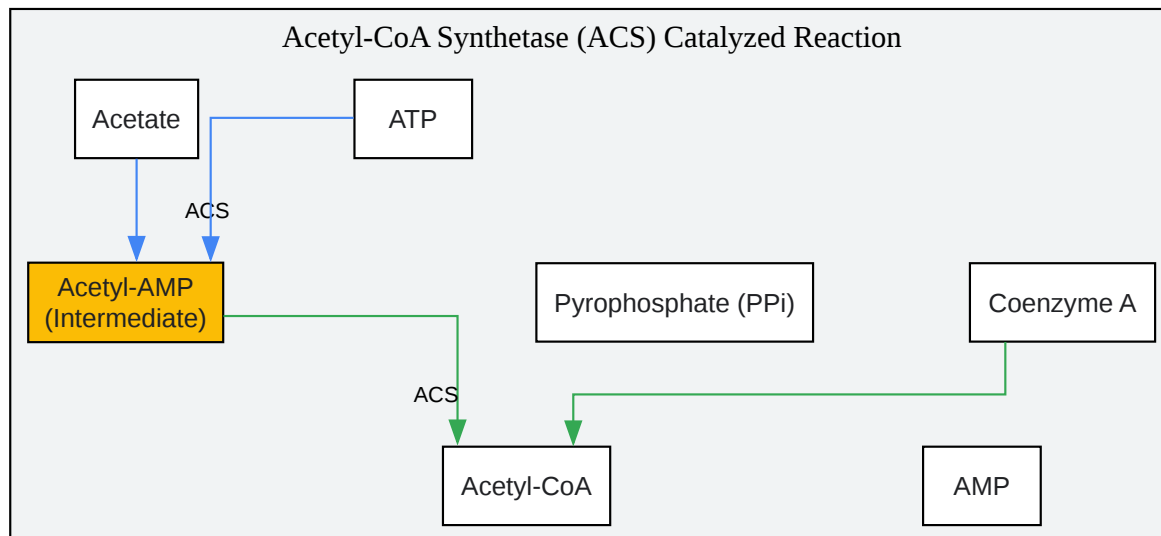 Acetyl-CoA Synthetase (ACS) Catalyzed Reaction
Acetate
ATP
ACS
Acetyl-AMP
(Intermediate)
Pyrophosphate (PPi)
Coenzyme A
ACS
Acetyl-CoA
AMP